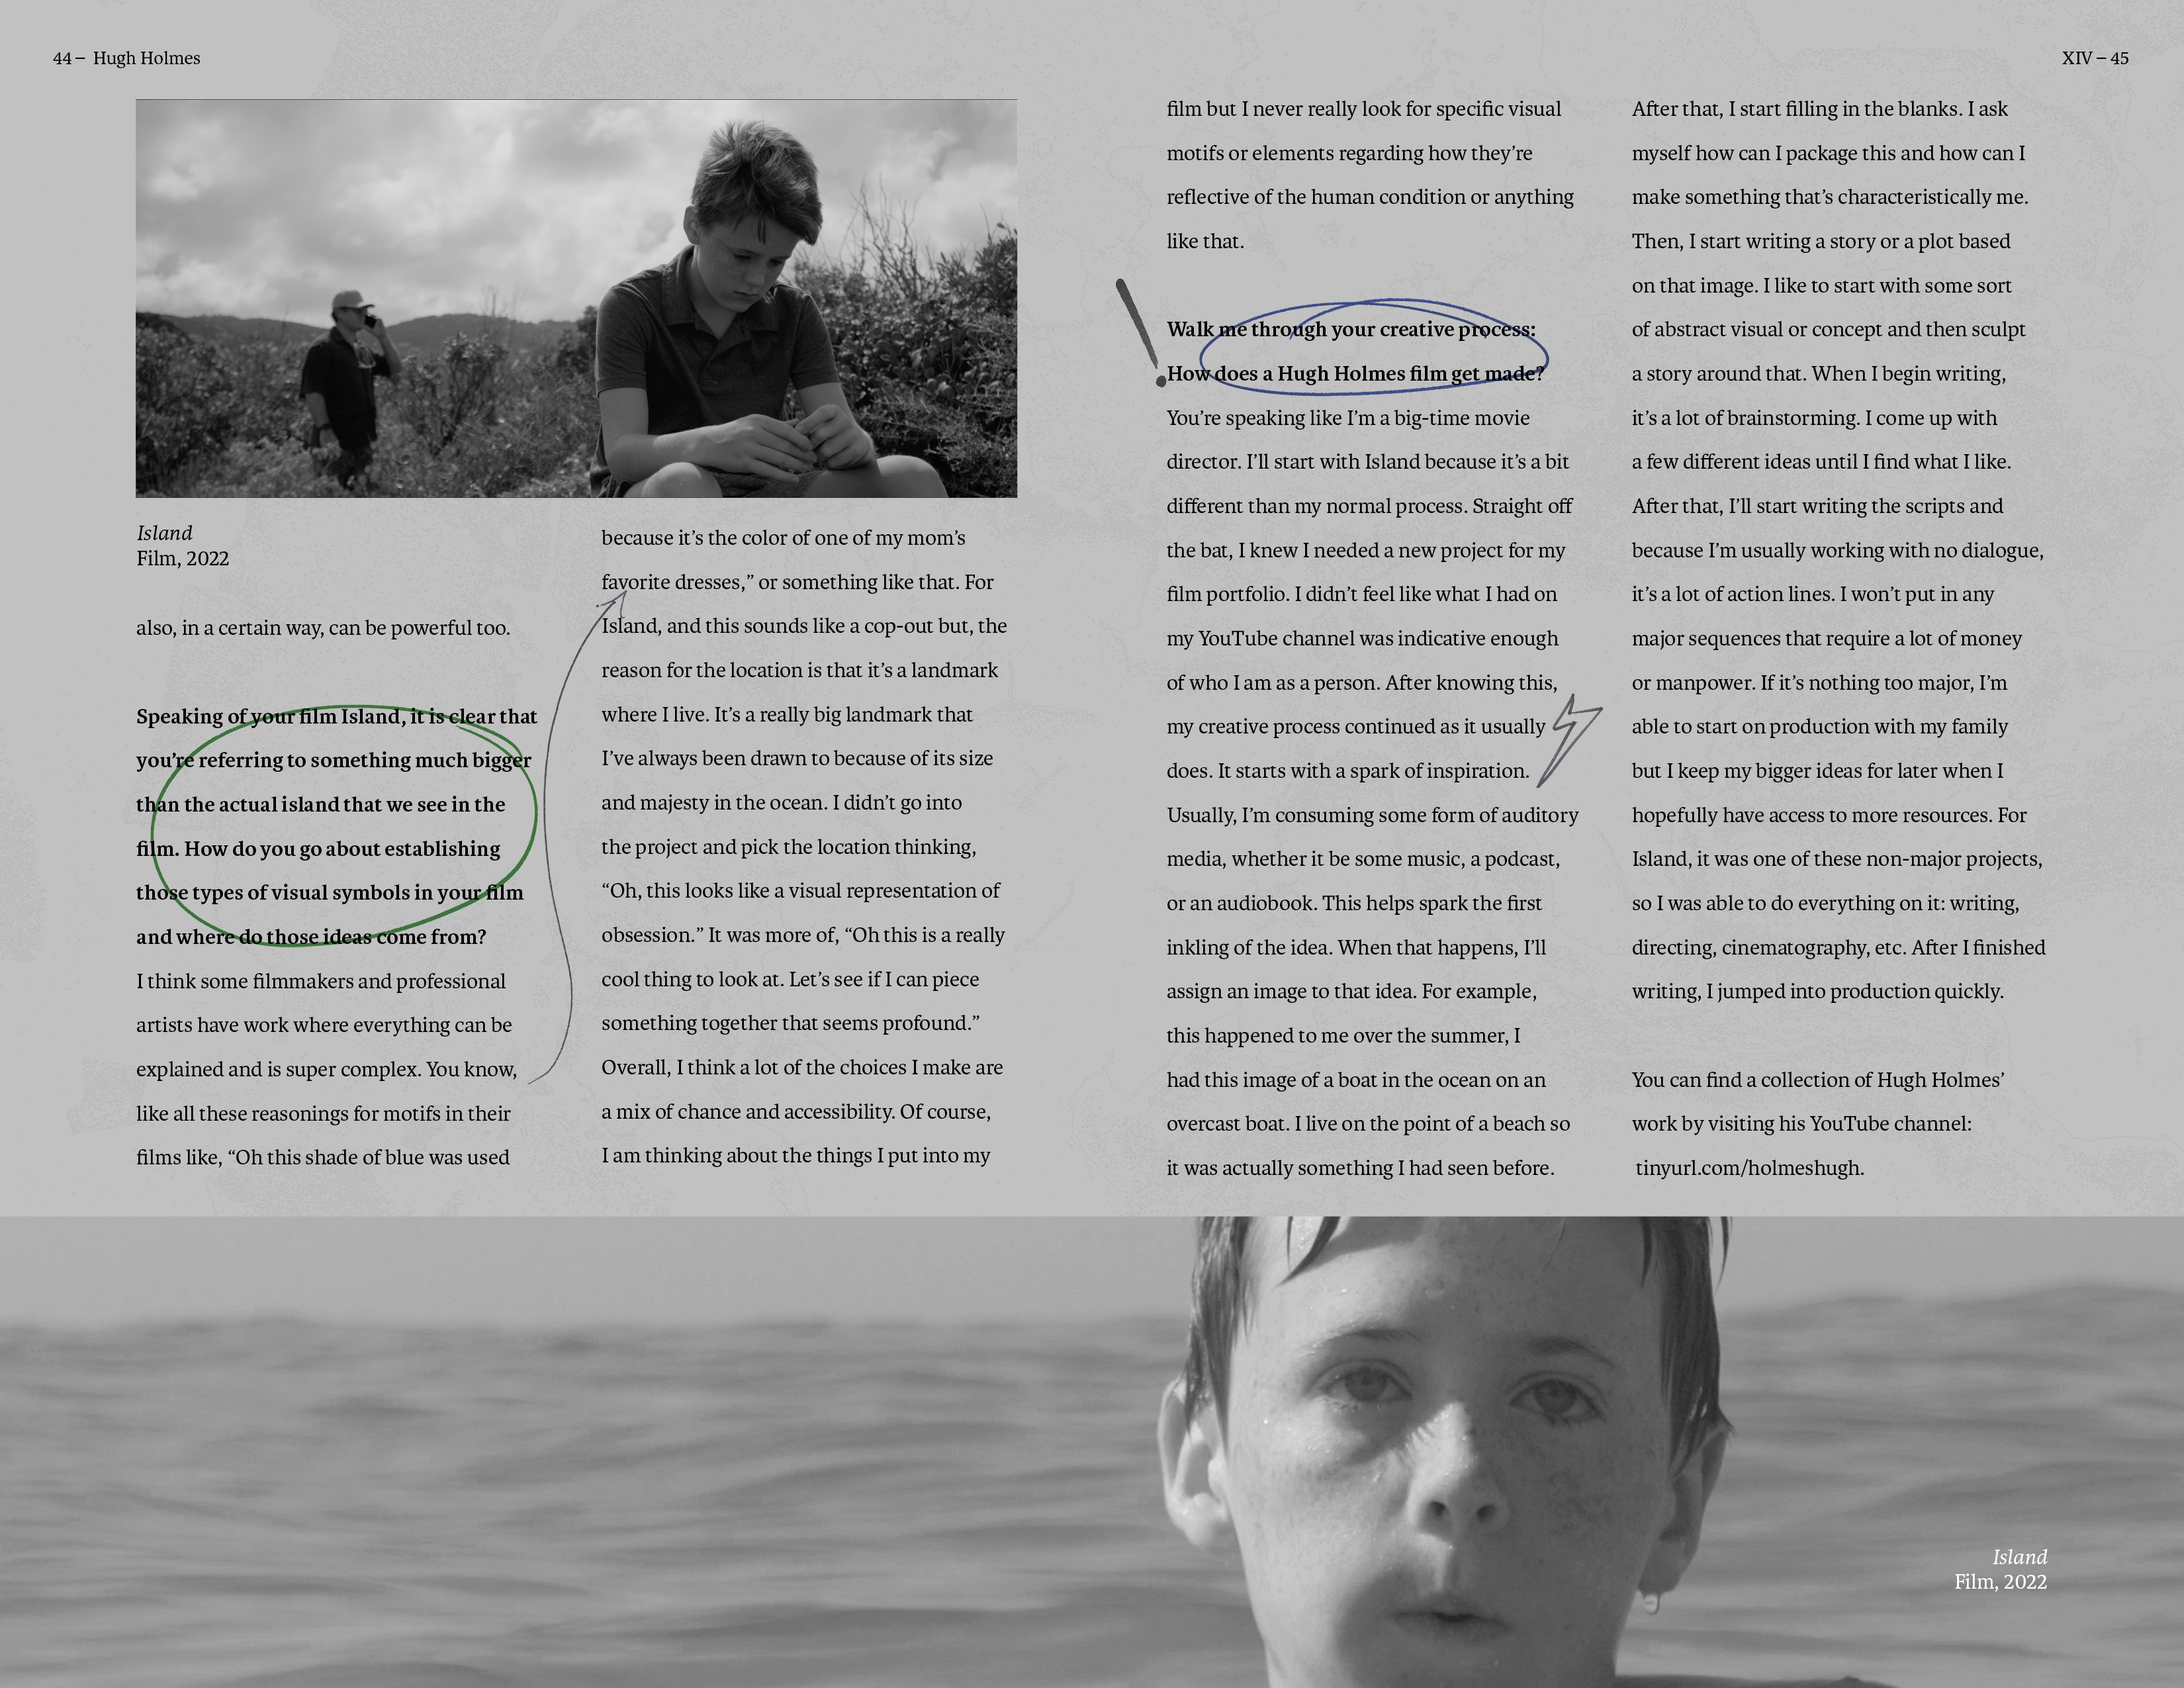 44 – Hugh Holmes
XIV – 45
Island
Film, 2022
also, in a certain way, can be powerful too.
Speaking of your film Island, it is clear that
you’re referring to something much bigger
than the actual island that we see in the
film. How do you go about establishing
those types of visual symbols in your film
and where do those ideas come from?
I think some filmmakers and professional
artists have work where everything can be
explained and is super complex. You know,
like all these reasonings for motifs in their
films like, “Oh this shade of blue was used
because it’s the color of one of my mom’s
favorite dresses,” or something like that. For
Island, and this sounds like a cop-out but, the
reason for the location is that it’s a landmark
where I live. It’s a really big landmark that
I’ve always been drawn to because of its size
and majesty in the ocean. I didn’t go into
the project and pick the location thinking,
“Oh, this looks like a visual representation of
obsession.” It was more of, “Oh this is a really
cool thing to look at. Let’s see if I can piece
something together that seems profound.”
Overall, I think a lot of the choices I make are
a mix of chance and accessibility. Of course,
I am thinking about the things I put into my
film but I never really look for specific visual
motifs or elements regarding how they’re
reflective of the human condition or anything
like that.
Walk me through your creative process:
How does a Hugh Holmes film get made?
You’re speaking like I’m a big-time movie
director. I’ll start with Island because it’s a bit
different than my normal process. Straight off
the bat, I knew I needed a new project for my
film portfolio. I didn’t feel like what I had on
my YouTube channel was indicative enough
of who I am as a person. After knowing this,
my creative process continued as it usually
does. It starts with a spark of inspiration.
Usually, I’m consuming some form of auditory
media, whether it be some music, a podcast,
or an audiobook. This helps spark the first
inkling of the idea. When that happens, I’ll
assign an image to that idea. For example,
this happened to me over the summer, I
had this image of a boat in the ocean on an
overcast boat. I live on the point of a beach so
it was actually something I had seen before.
After that, I start filling in the blanks. I ask
myself how can I package this and how can I
make something that’s characteristically me.
Then, I start writing a story or a plot based
on that image. I like to start with some sort
of abstract visual or concept and then sculpt
a story around that. When I begin writing,
it’s a lot of brainstorming. I come up with
a few different ideas until I find what I like.
After that, I’ll start writing the scripts and
because I’m usually working with no dialogue,
it’s a lot of action lines. I won’t put in any
major sequences that require a lot of money
or manpower. If it’s nothing too major, I’m
able to start on production with my family
but I keep my bigger ideas for later when I
hopefully have access to more resources. For
Island, it was one of these non-major projects,
so I was able to do everything on it: writing,
directing, cinematography, etc. After I finished
writing, I jumped into production quickly.
You can find a collection of Hugh Holmes’
work by visiting his YouTube channel:
tinyurl.com/holmeshugh.
Island
Film, 2022